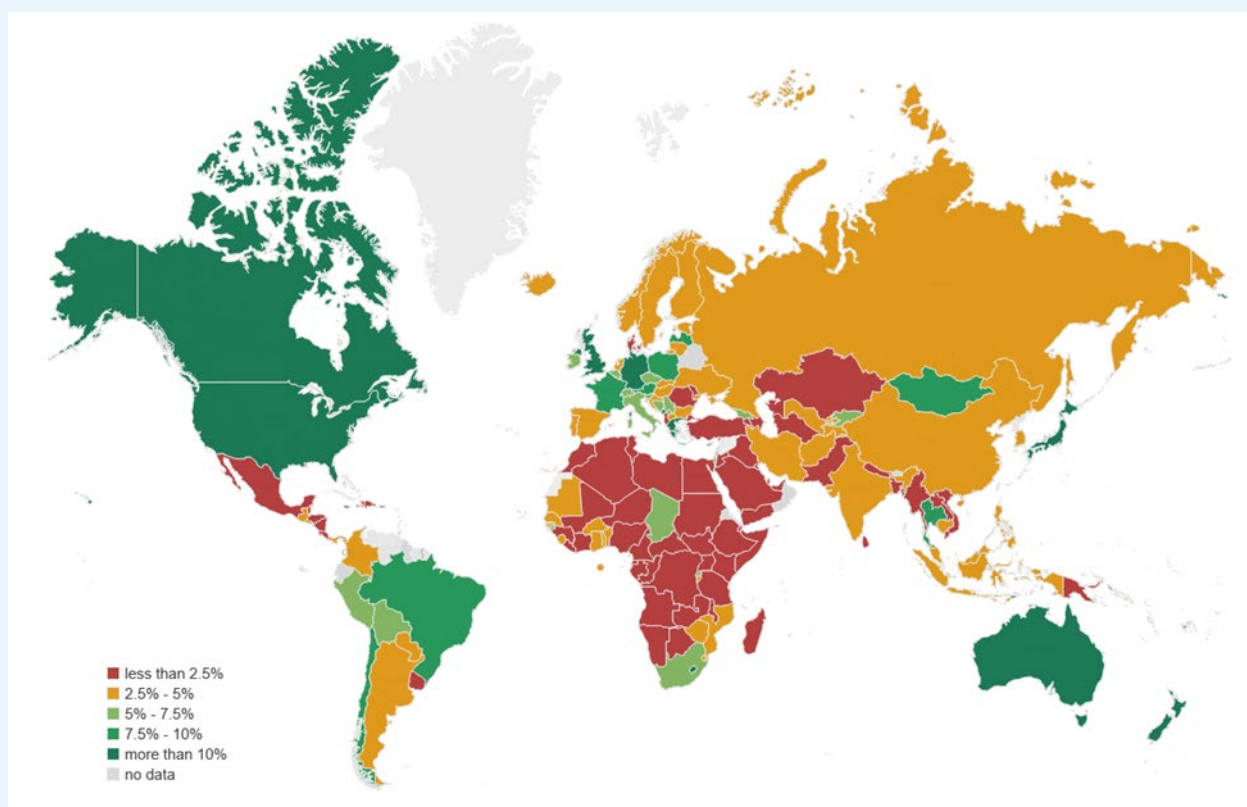 less than 2.5%
2.5% - 5%
5% - 7.5%
7.5% - 10%
more than 10%
no data